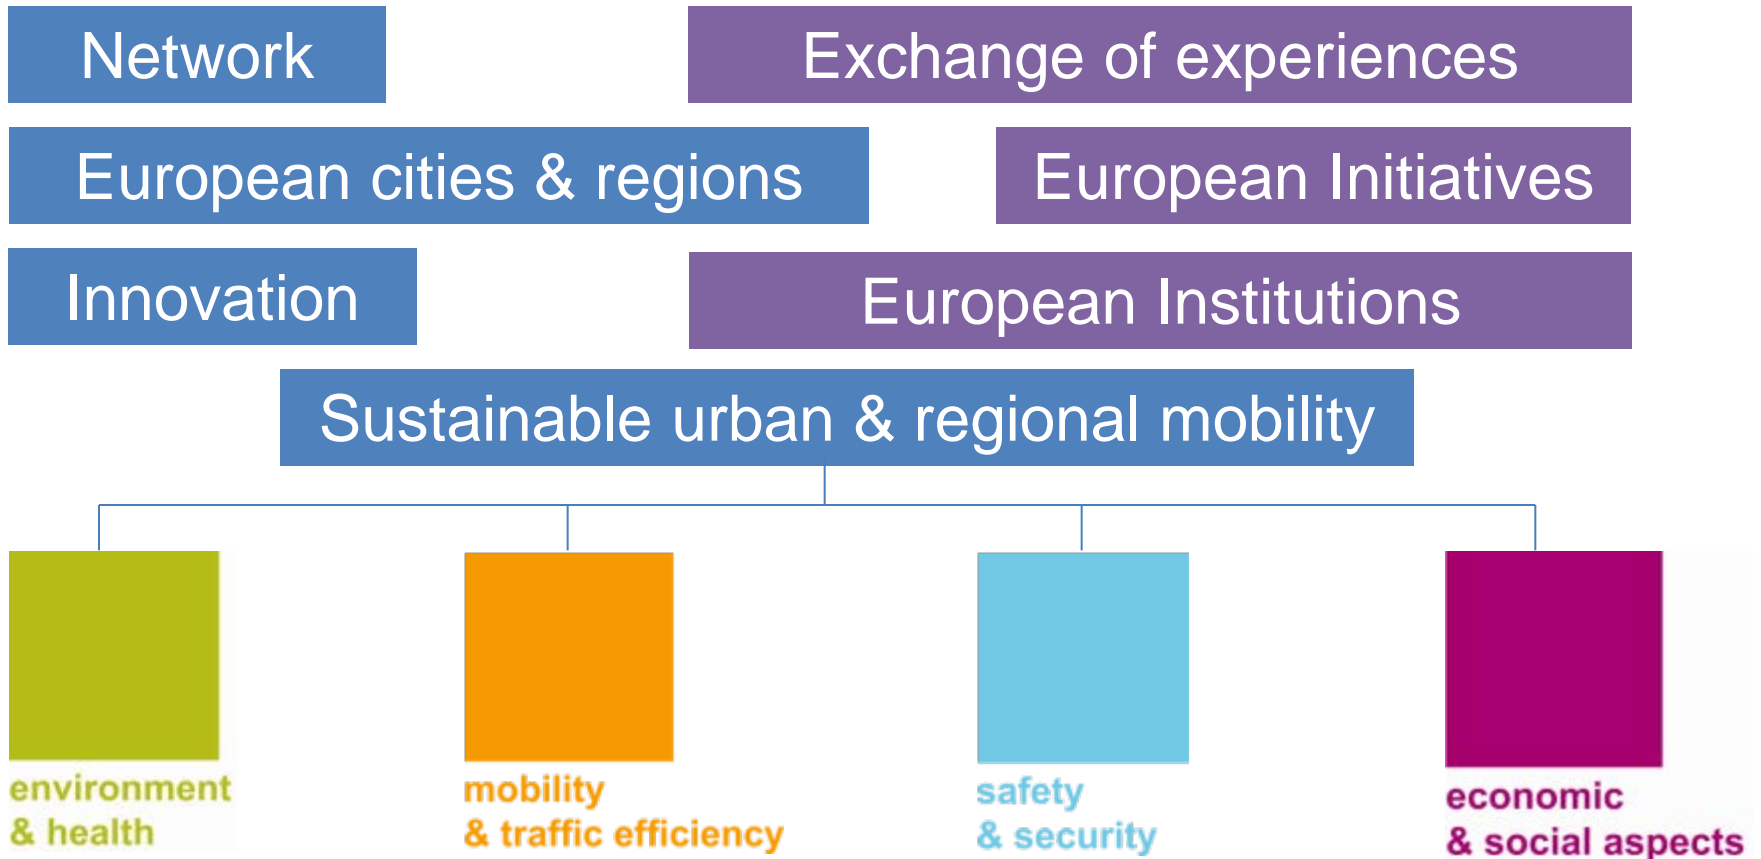 Network
Exchange of experiences
European cities & regions
European Initiatives
Innovation
European Institutions
Sustainable urban & regional mobility
environment
& health
mobility
& traffic efficiency
safety
& security
economic
& social aspects